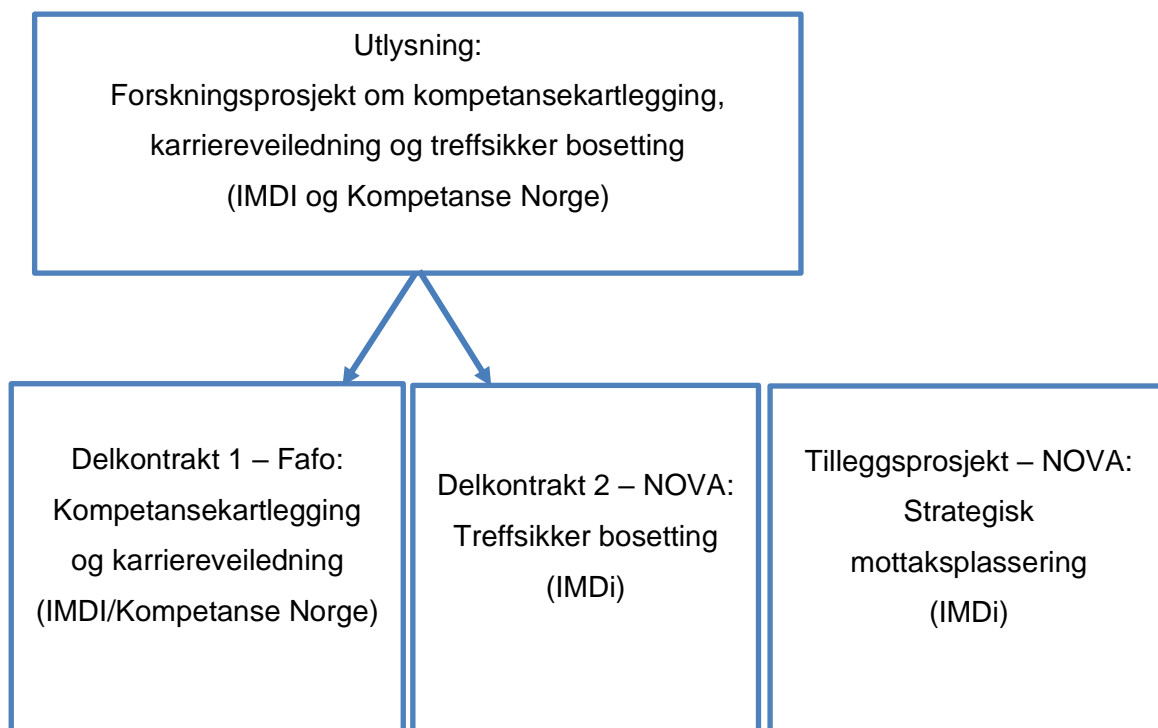 Utlysning:
Forskningsprosjekt om kompetansekartlegging,
karriereveiledning og treffsikker bosetting
(IMDI og Kompetanse Norge)
Delkontrakt 1 – Fafo:
Kompetansekartlegging
og karriereveiledning
(IMDI/Kompetanse Norge)
Delkontrakt 2 – NOVA:
Treffsikker bosetting
(IMDi)
Tilleggsprosjekt – NOVA:
Strategisk
mottaksplassering
(IMDi)